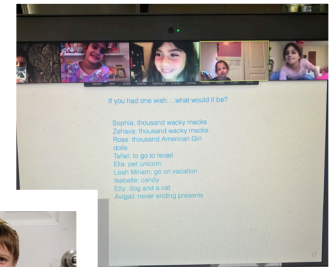 If you had one wish... what would it be?
Sophia: thousand wacky macks
Zehava: thousand wacky macks
Rosa: thousand American Girl
dolls
Tahel: to go to Israel
Ella: pet unicorn
Leah Miriam: go on vacation
Isabelle: candy
Etty: dog and a cat
Avigail: never ending presents